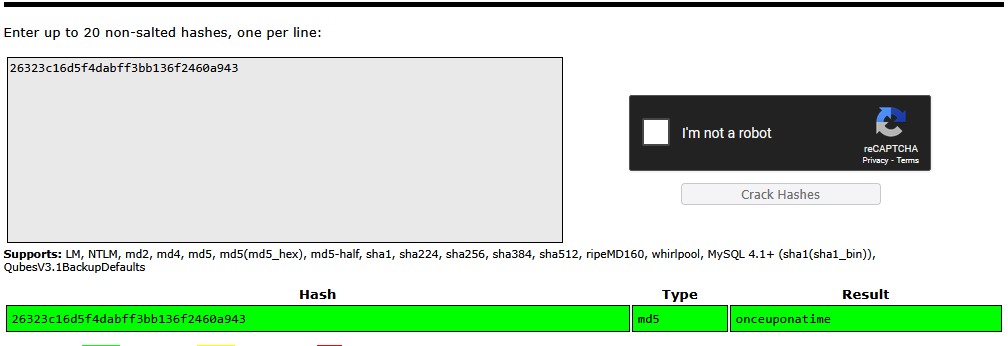 Enter up to 20 non-salted hashes, one per line:
26323c16d5f4dabff3bb136f2460a943
I'm not a robot
reCAPTCHA
Privacy - Terms
Crack Hashes
Supports: LM, NTLM, md2, md4, md5, md5(md5_hex), md5-half, sha1, sha224, sha256, sha384, sha512, ripeMD160, whirlpool, MySQL 4.1+ (sha1(sha1_bin)),
QubesV3.1BackupDefaults
Hash Type Result
26323c16d5f4dabff3bb136f2460a943 md5 onceuponatime